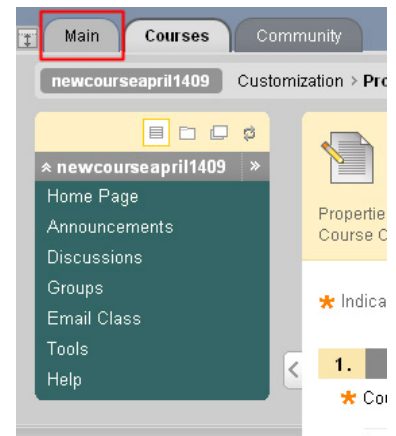 Main Courses Community
newcourseapril1409 Customization > Pro
newcourseapril1409
Home Page
Announcements
Discussions
Groups
Email Class
Tools
Help
Propertie
Course C
* Indica
1.
* Cou